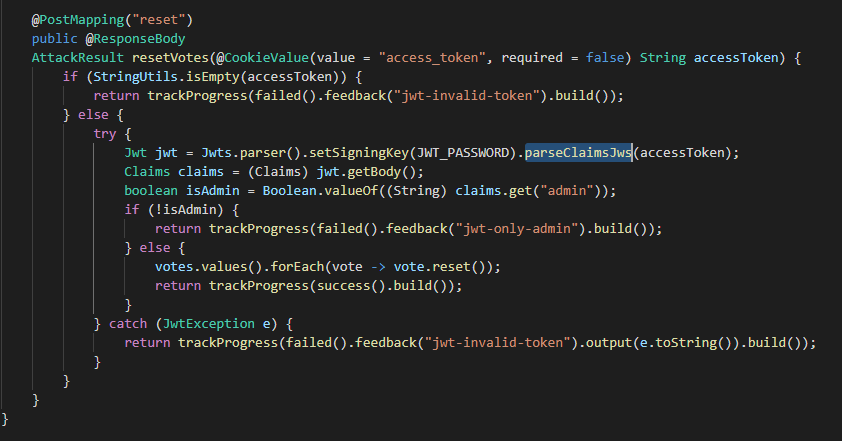 @PostMapping("reset")
public @ResponseBody
AttackResult resetVotes(@CookieValue(value = "access_token", required = false) String accessToken) {
if (StringUtils.isEmpty(accessToken)) {
return trackProgress(failed().feedback("jwt-invalid-token").build());
} else {
try {
Jwt jwt = Jwts.parser().setSigningKey(JWT_PASSWORD).parseClaimsJws(accessToken);
Claims claims = (Claims) jwt.getBody();
boolean isAdmin = Boolean.valueOf((String) claims.get("admin"));
if (!isAdmin) {
return trackProgress(failed().feedback("jwt-only-admin").build());
} else {
votes.values().forEach(vote -> vote.reset());
return trackProgress(success().build());
}
} catch (JwtException e) {
return trackProgress(failed().feedback("jwt-invalid-token").output(e.toString()).build());
}
}
}
}